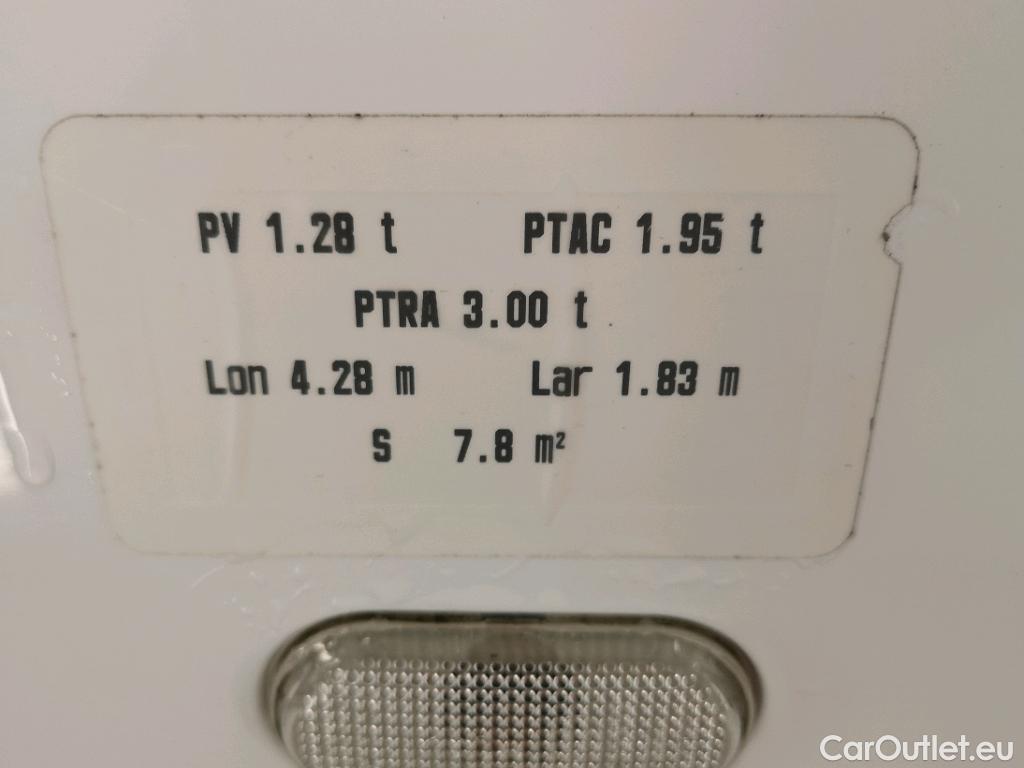 PV 1.28 t PTAC 1.95 t
PTRA 3.00 t
Lon 4.28 m Lar 1.83 m
S 7.8 m²
CarOutlet.eu